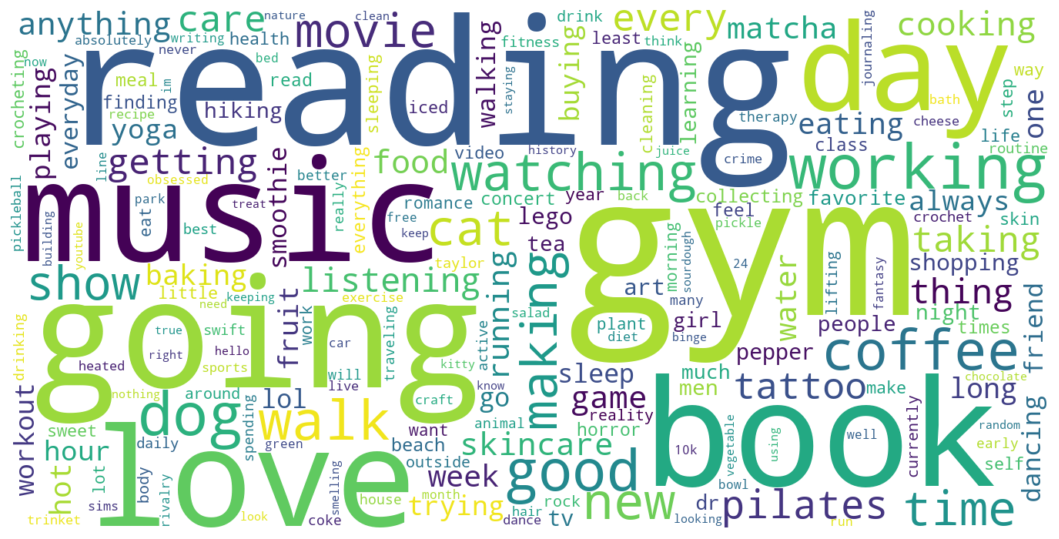 anything
care
nature
clean
movie
every
matcha
day
cooking
absolutely
writing
health
never
drink
fitness
least
think
reading
how
bed
read
meal
im
sleeping
iced
walking
buying
cleaning
learning
journaling
way
crocheting
playing
everyday
finding
hiking
recipe
yoga
staying
therapy
bath
cheese
step
one
eating
class
life
routine
getting
food
video
history
juice
crime
line
obsessed
smoothie
better
watching
working
music
treat
free
keep
really
romance
concert
year
back
collecting
favorite
always
pickleball
building
youtube
park
eat
best
everything
cat
lego
feel
pickle
crochet
skin
gym
tea
morning
sourdough
24
lifting
fantasy
taking
show
baking
listening
taylor
making
art
many
girl
binge
water
shopping
thing
little
keeping
exercise
running
salad
night
need
fruit
work
plant
diet
people
times
friend
going
true
swift
car
traveling
active
drinking
heated
right
hello
sports
will
live
kitty
pepper
coffee
nothing
around
know
sleep
much
men
tattoo
make
long
chocolate
workout
dog
lol
craft
go
game
sweet
daily
spending
walk
want
animal
reality
book
hour
green
beach
skincare
horror
currently
random
dancing
hot
lot
body
rivalry
outside
good
10k
vegetable
using
well
early
self
love
week
sims
house
month
trying
rock
new
bowl
dr
pilates
time
trinket
look
coke
smelling
hair
dance
tv
looking
run